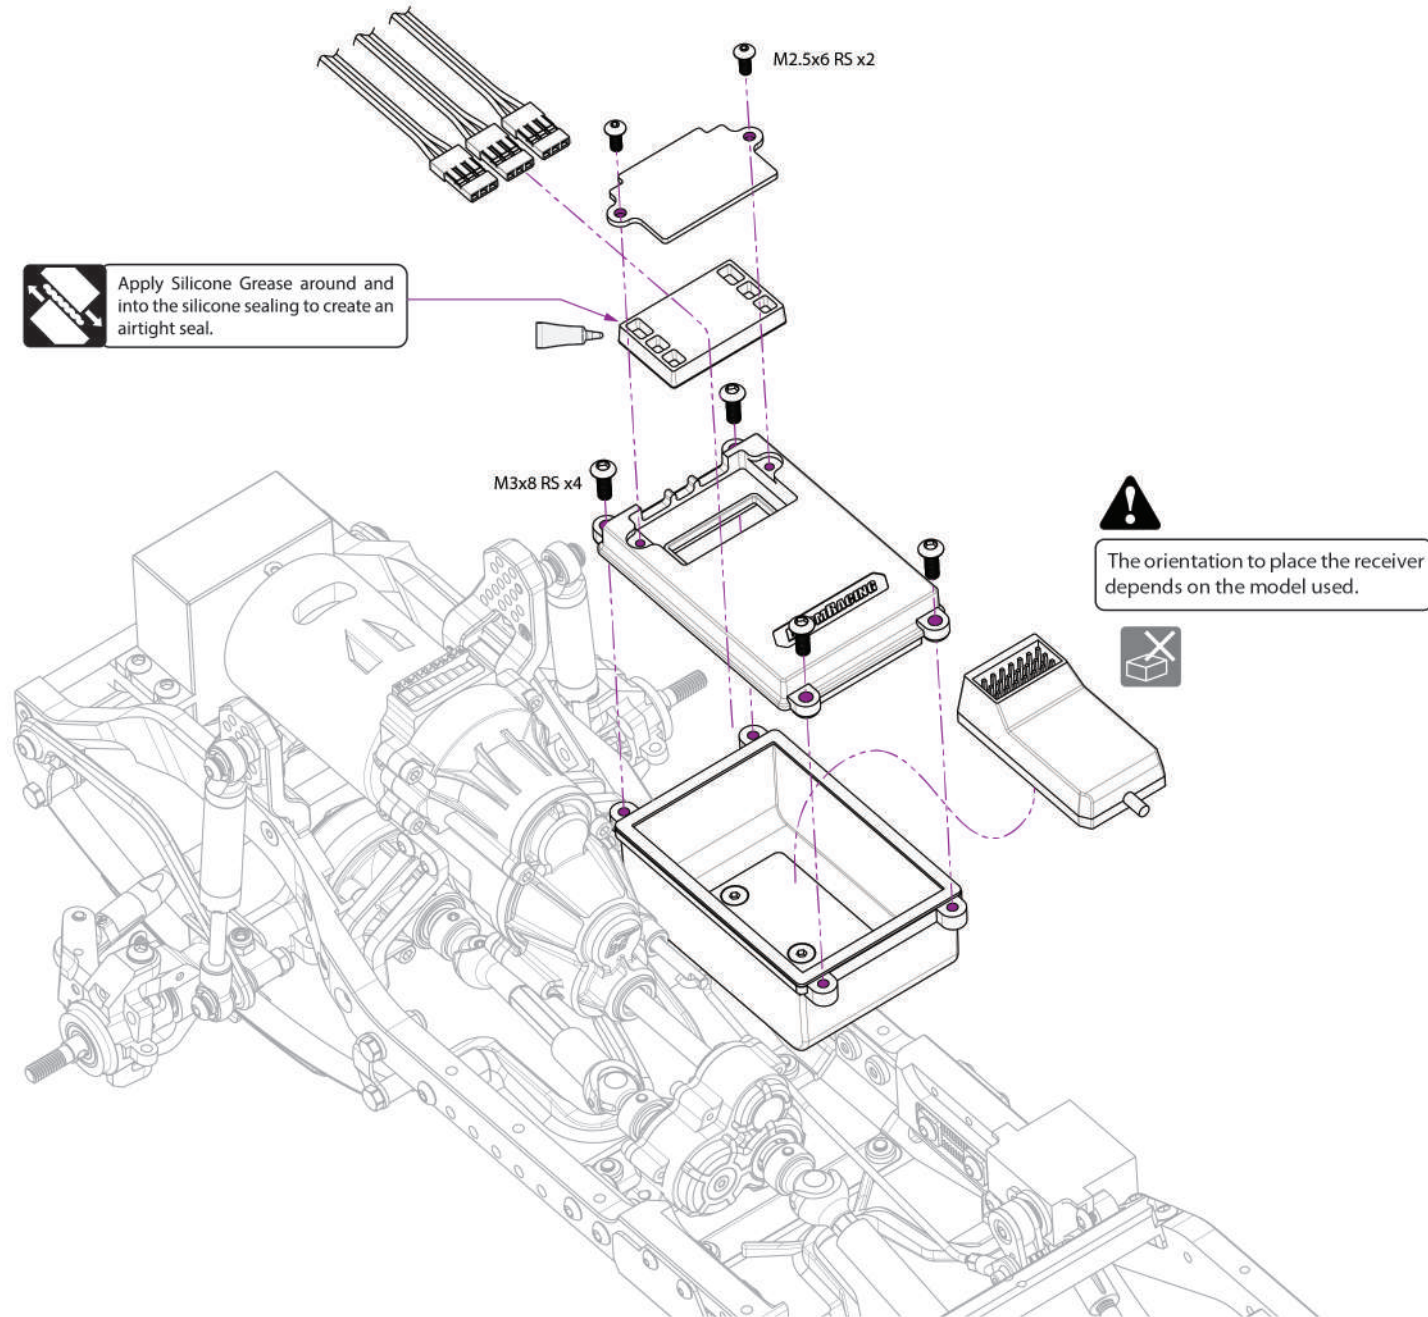 M2.5x6 RS x2
Apply Silicone Grease around and
into the silicone sealing to create an
airtight seal.
M3x8 RS x4
The orientation to place the receiver
depends on the model used.
MRACING